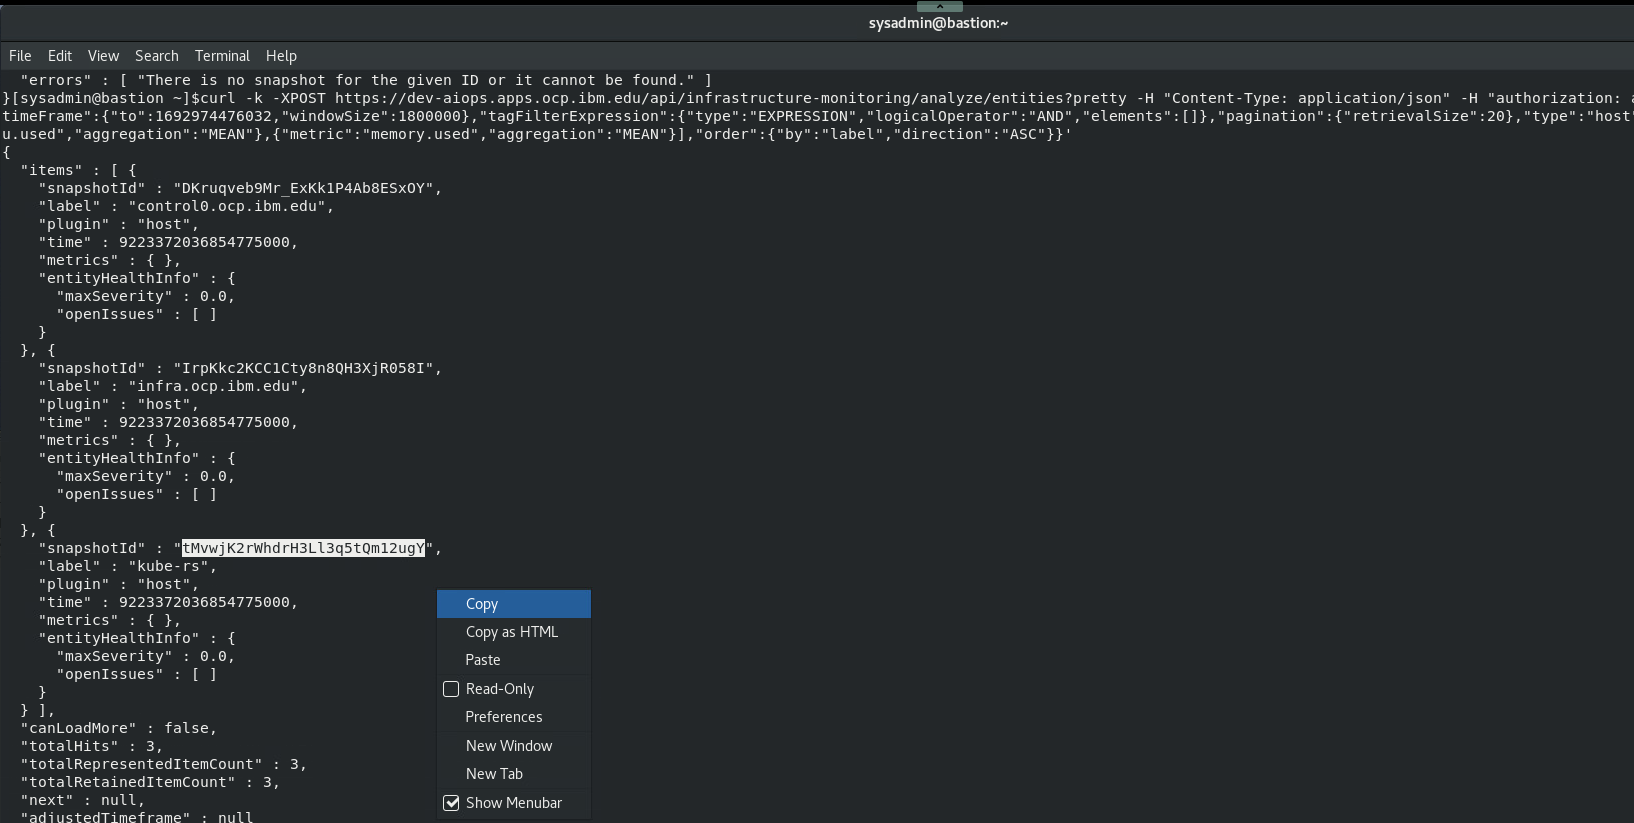 sysadmin@bastion:~
File Edit View Search Terminal Help
  "errors" : [ "There is no snapshot for the given ID or it cannot be found." ]
}[sysadmin@bastion ~]$curl -k -XPOST https://dev-aiops.apps.ocp.ibm.edu/api/infrastructure-monitoring/analyze/entities?pretty -H "Content-Type: application/json" -H "authorization: a
timeFrame":{"to":1692974476032,"windowSize":1800000},"tagFilterExpression":{"type":"EXPRESSION","logicalOperator":"AND","elements":[]},"pagination":{"retrievalSize":20},"type":"host"
u.used","aggregation":"MEAN"},{"metric":"memory.used","aggregation":"MEAN"}],"order":{"by":"label","direction":"ASC"}}'
{
  "items" : [ {
    "snapshotId" : "DKruqveb9Mr_ExKk1P4Ab8ESxOY",
    "label" : "control0.ocp.ibm.edu",
    "plugin" : "host",
    "time" : 9223372036854775000,
    "metrics" : { },
    "entityHealthInfo" : {
      "maxSeverity" : 0.0,
      "openIssues" : [ ]
    }
  }, {
    "snapshotId" : "IrpKkc2KCC1Cty8n8QH3XjR058I",
    "label" : "infra.ocp.ibm.edu",
    "plugin" : "host",
    "time" : 9223372036854775000,
    "metrics" : { },
    "entityHealthInfo" : {
      "maxSeverity" : 0.0,
      "openIssues" : [ ]
    }
  }, {
    "snapshotId" : "tMvwjK2rWhdrH3Ll3q5tQm12ugY",
    "label" : "kube-rs",
    "plugin" : "host",
    "time" : 9223372036854775000,
    "metrics" : { },
    "entityHealthInfo" : {
      "maxSeverity" : 0.0,
      "openIssues" : [ ]
    }
  } ],
  "canLoadMore" : false,
  "totalHits" : 3,
  "totalRepresentedItemCount" : 3,
  "totalRetainedItemCount" : 3,
  "next" : null,
  "adjustedTimeframe" : null
Copy
Copy as HTML
Paste
Read-Only
Preferences
New Window
New Tab
Show Menubar